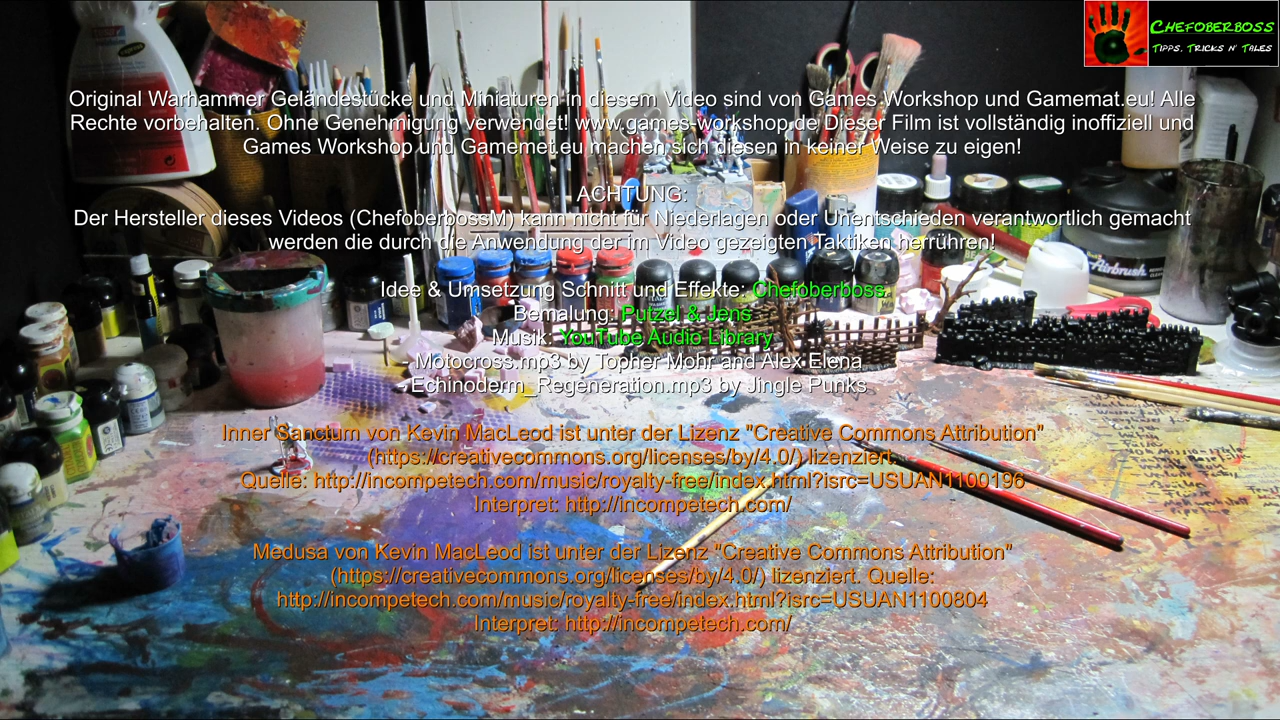 CHEFOBERBOSS
TIPPS, TRICKS N' TALES
Original Warhammer Geländestücke und Miniaturen in diesem Video sind von Games Workshop und Gamemat.eu! Alle
Rechte vorbehalten. Ohne Genehmigung verwendet! www.games-workshop.de Dieser Film ist vollständig inoffiziell und
Games Workshop und Gamemet.eu machen sich diesen in keiner Weise zu eigen!
ACHTUNG:
Der Hersteller dieses Videos (ChefoberbossM) kann nicht für Niederlagen oder Unentschieden verantwortlich gemacht
werden die durch die Anwendung der im Video gezeigten Taktiken herrühren!
Idee & Umsetzung Schnitt und Effekte: Chefoberboss
Bemalung: Putzel & Jens
Musik: YouTube Audio Library
Motocross.mp3 by Topher Mohr and Alex Elena
Echinoderm_Regeneration.mp3 by Jingle Punks
Inner Sanctum von Kevin MacLeod ist unter der Lizenz "Creative Commons Attribution"
(https://creativecommons.org/licenses/by/4.0/) lizenziert.
Quelle: http://incompetech.com/music/royalty-free/index.html?isrc=USUAN1100196
Interpret: http://incompetech.com/
Medusa von Kevin MacLeod ist unter der Lizenz "Creative Commons Attribution"
(https://creativecommons.org/licenses/by/4.0/) lizenziert. Quelle:
http://incompetech.com/music/royalty-free/index.html?isrc=USUAN1100804
Interpret: http://incompetech.com/
Airbrush